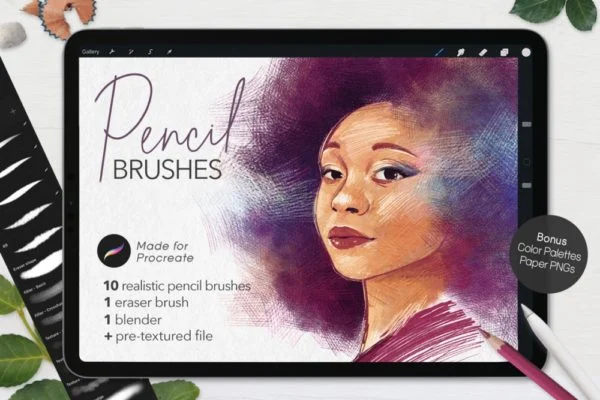 Gallery
Pencil
BRUSHES
Made for
Procreate
10 realistic pencil brushes
1 eraser brush
1 blender
+ pre-textured file
Bonus
Color Palettes
Paper PNGs